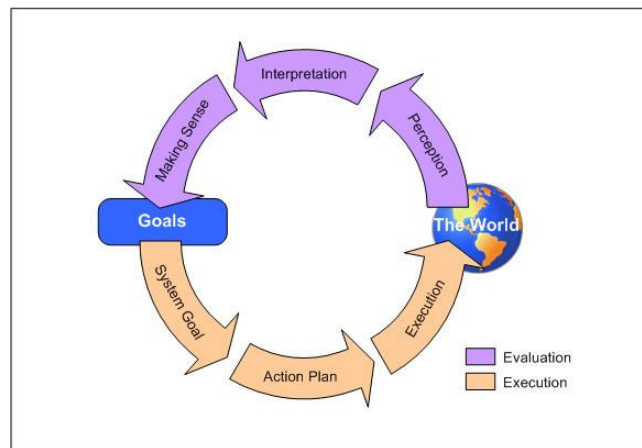 Interpretation
Making Sense
Perception
Goals
The World
System Goal
Execution
Action Plan
Evaluation
Execution